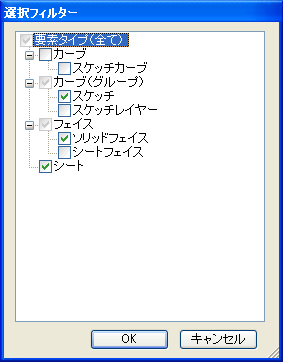 選択フィルター
要素タイプ(全て)
カーブ
スケッチカーブ
カーブ(グループ)
スケッチ
スケッチレイヤー
フェイス
ソリッドフェイス
シートフェイス
シート
OK
キャンセル